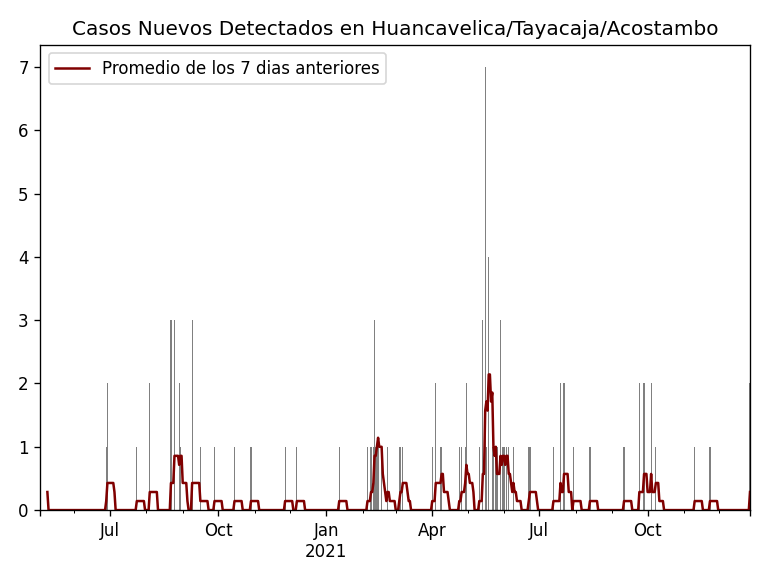 Casos Nuevos Detectados en Huancavelica/Tayacaja/Acostambo
Promedio de los 7 dias anteriores
7
6
5
4
3
2
1
0
Jul
Oct
Jan
2021
Apr
Jul
Oct